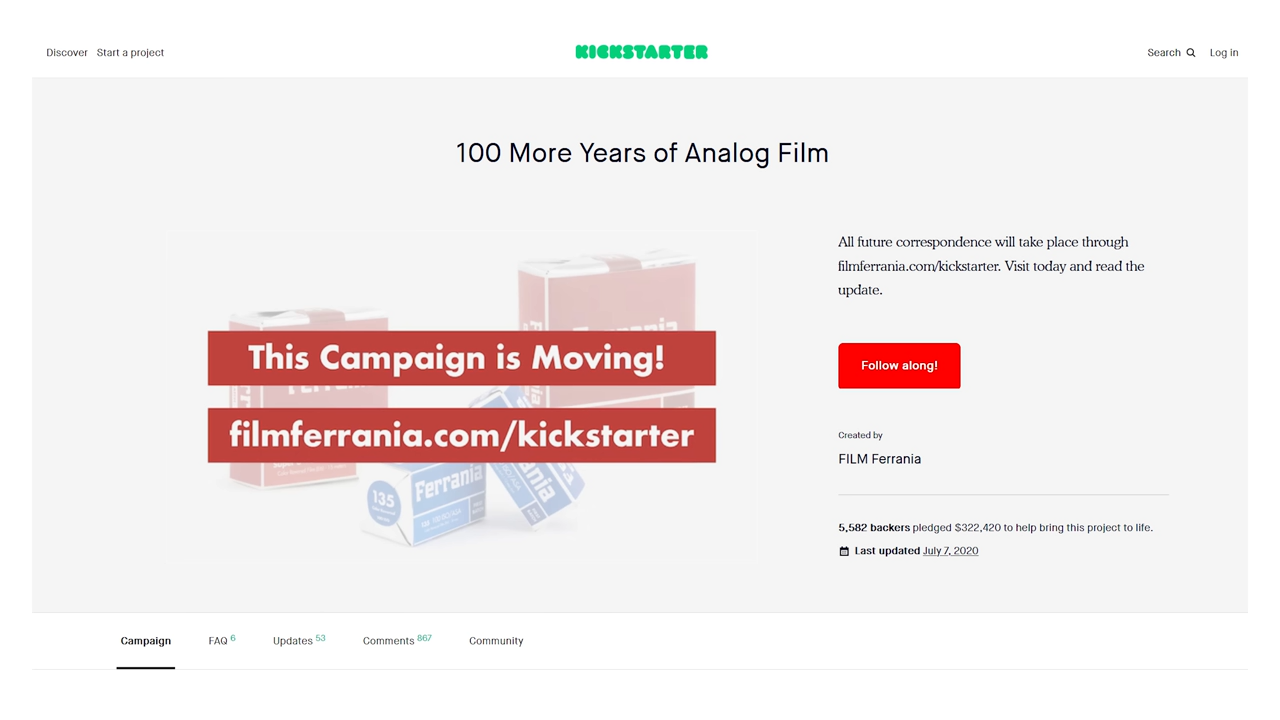 Discover Start a project
KICKSTARTER
Search
Log in
100 More Years of Analog Film
This Campaign is Moving!
filmferrania.com/kickstarter
Ferrania
135
Ferrania
All future correspondence will take place through
filmferrania.com/kickstarter. Visit today and read the
update.
Follow along!
Created by
FILM Ferrania
5,582 backers pledged $322,420 to help bring this project to life.
Last updated July 7, 2020
Campaign FAQ 6 Updates 53 Comments 867 Community